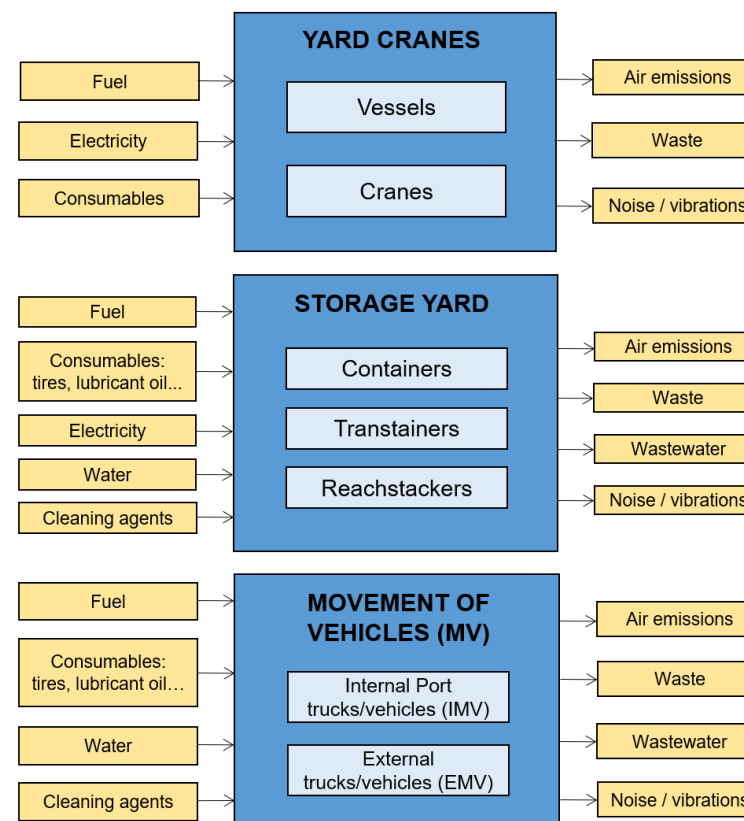 YARD CRANES
Fuel
Electricity
Consumables
Vessels
Cranes
Air emissions
Waste
Noise / vibrations
STORAGE YARD
Fuel
Consumables:
tires, lubricant oil...
Electricity
Water
Cleaning agents
Containers
Transtainers
Reachstackers
Air emissions
Waste
Wastewater
Noise / vibrations
MOVEMENT OF
VEHICLES (MV)
Fuel
Consumables:
tires, lubricant oil…
Water
Cleaning agents
Internal Port
trucks/vehicles (IMV)
External
trucks/vehicles (EMV)
Air emissions
Waste
Wastewater
Noise / vibrations